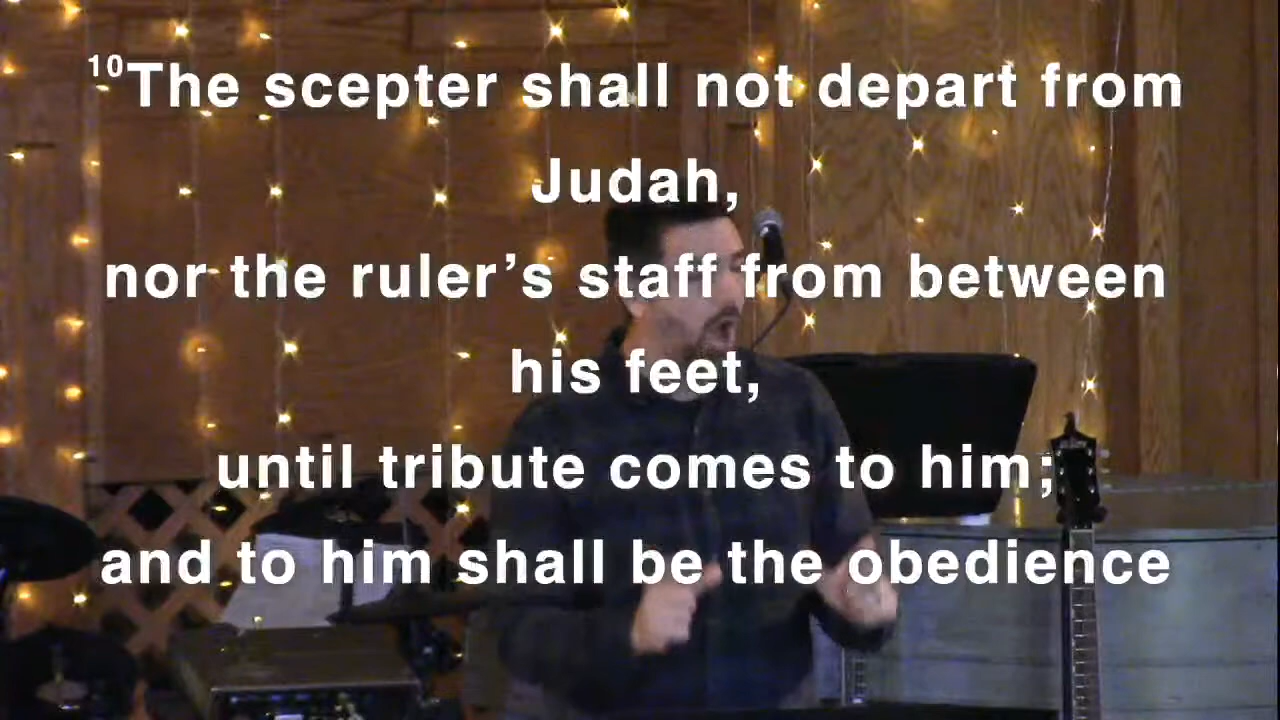 ¹⁰The scepter shall not depart from
Judah,
nor the ruler’s staff from between
his feet,
until tribute comes to him;
and to him shall be the obedience